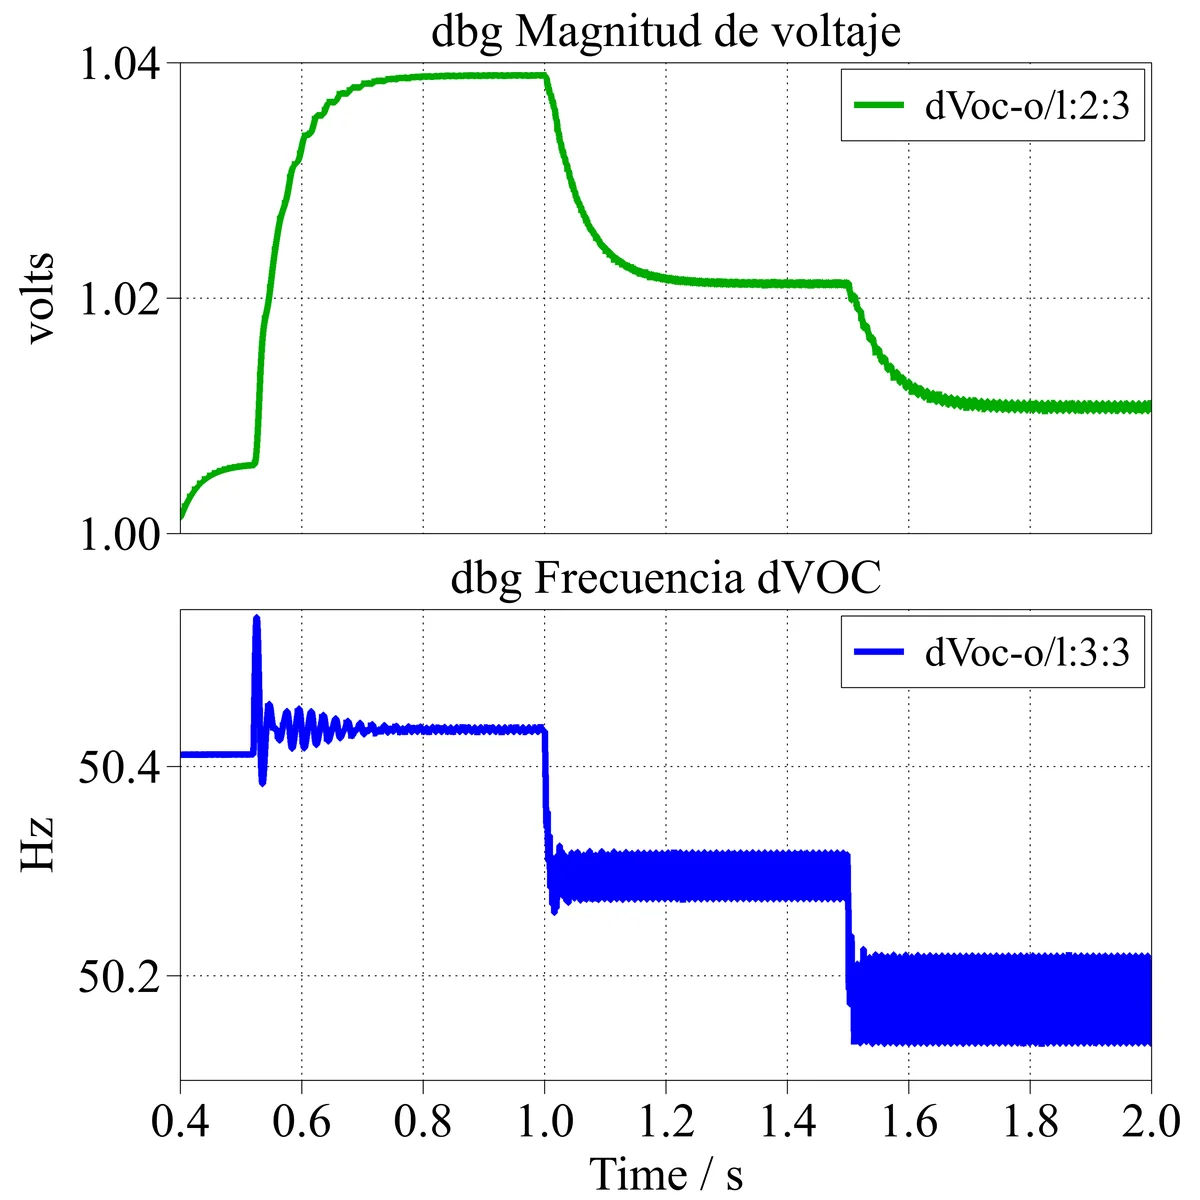 dbg Magnitud de voltaje
1.04
dVoc-o/l:2:3
volts
1.02
1.00
dbg Frecuencia dVOC
dVoc-o/l:3:3
50.4
Hz
50.2
0.4 0.6 0.8 1.0 1.2 1.4 1.6 1.8 2.0
Time / s